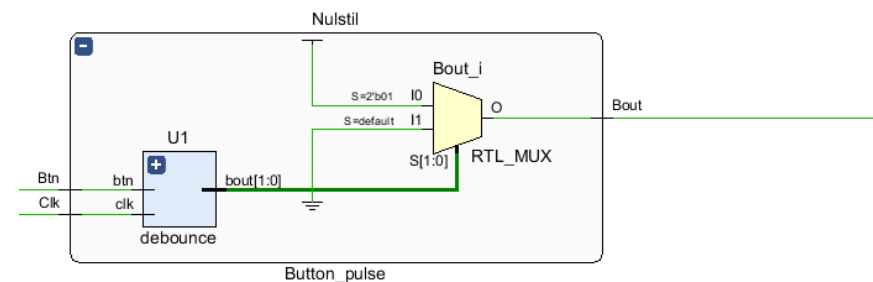 Nulstil
Bout_i
S=2'b01 I0
O
Bout
S=default I1
U1
S[1:0]
RTL_MUX
Btn
btn
bout[1:0]
Clk
clk
debounce
Button_pulse